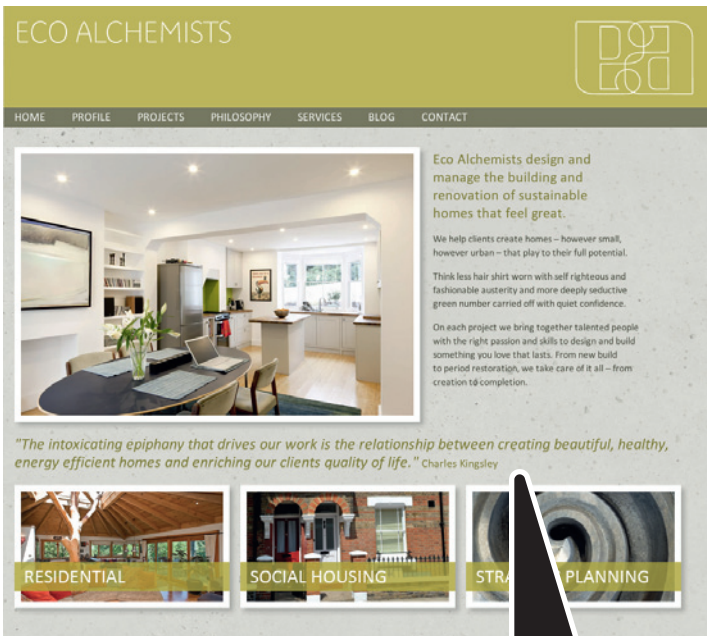 ECO ALCHEMISTS
HOME PROFILE PROJECTS PHILOSOPHY SERVICES BLOG CONTACT
Eco Alchemists design and
manage the building and
renovation of sustainable
homes that feel great.
We help clients create homes – however small,
however urban – that play to their full potential.
Think less hair shirt worn with self righteous and
fashionable austerity and more deeply seductive
green number carried off with quiet confidence.
On each project we bring together talented people
with the right passion and skills to design and build
something you love that lasts. From new build
to period restoration, we take care of it all – from
creation to completion.
"The intoxicating epiphany that drives our work is the relationship between creating beautiful, healthy,
energy efficient homes and enriching our clients quality of life." Charles Kingsley
RESIDENTIAL
SOCIAL HOUSING
PLANNING